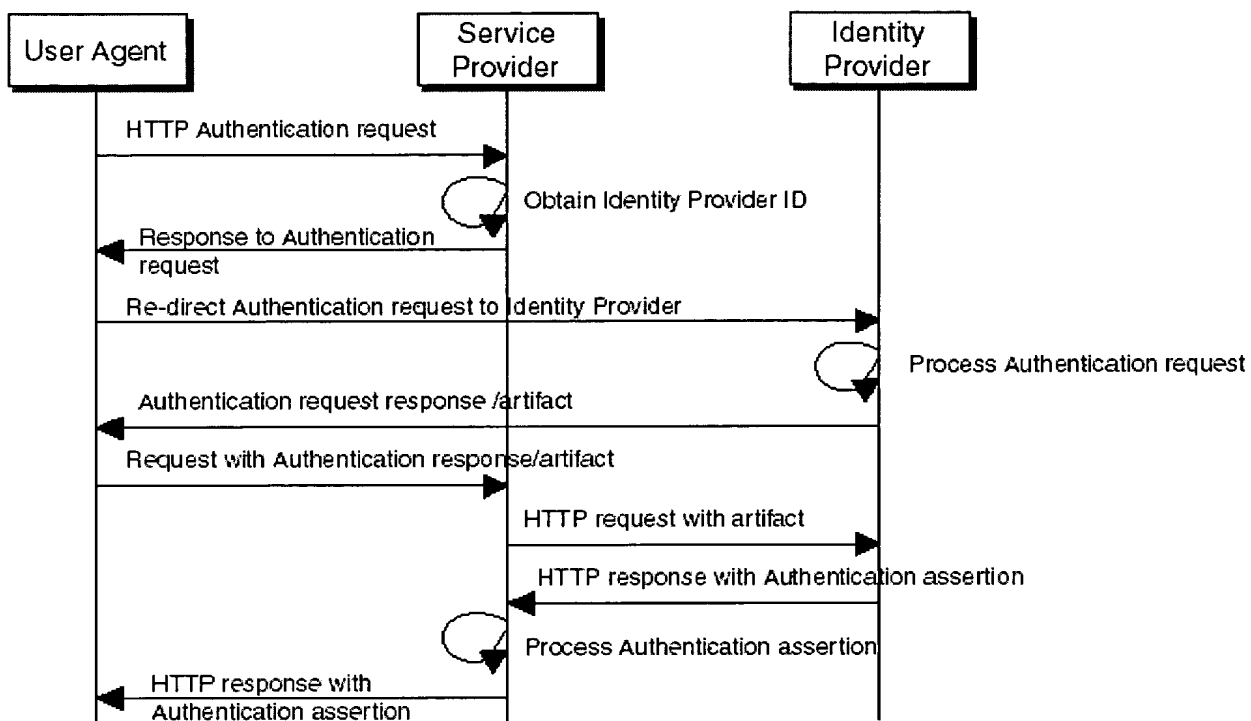 User Agent
Service
Provider
Identity
Provider
HTTP Authentication request
Obtain Identity Provider ID
Response to Authentication
request
Re-direct Authentication request to Identity Provider
Process Authentication request
Authentication request response /artifact
Request with Authentication response/artifact
HTTP request with artifact
HTTP response with Authentication assertion
Process Authentication assertion
HTTP response with
Authentication assertion